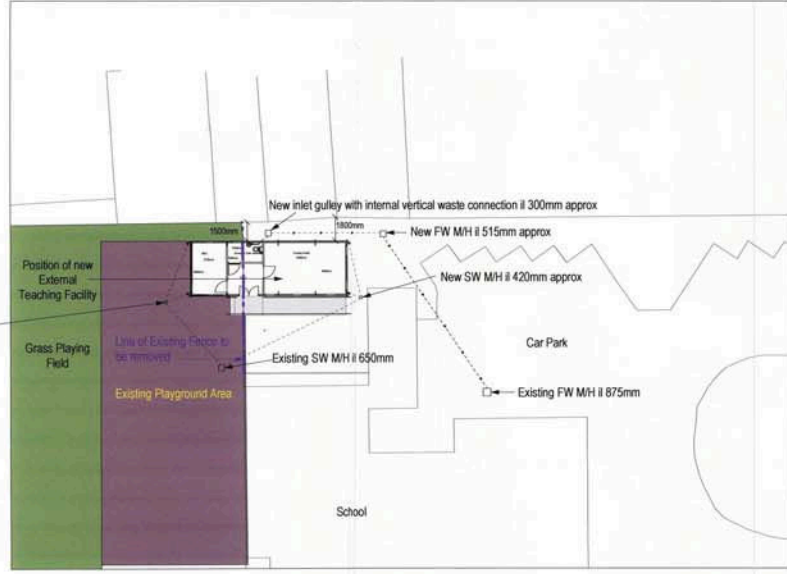 New inlet gulley with internal vertical waste connection il 300mm approx
1500mm
1800mm
New FW M/H il 515mm approx
Position of new
External
Teaching Facility
New SW M/H il 420mm approx
Line of Existing Fence to
be removed
Car Park
Grass Playing
Field
Existing SW M/H il 650mm
Existing Playground Area
Existing FW M/H il 875mm
School